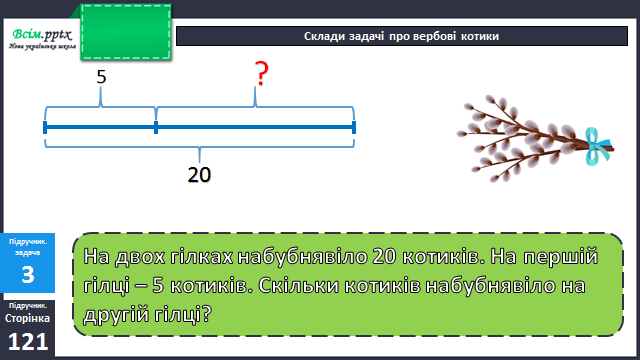 Всім.pptx
Нова українська школа
Склади задачі про вербові котики
5
?
20
Підручник.
задача
3
Підручник.
Сторінка
121
На двох гілках набубнявіло 20 котиків. На першій
гілці – 5 котиків. Скільки котиків набубнявіло на
другій гілці?